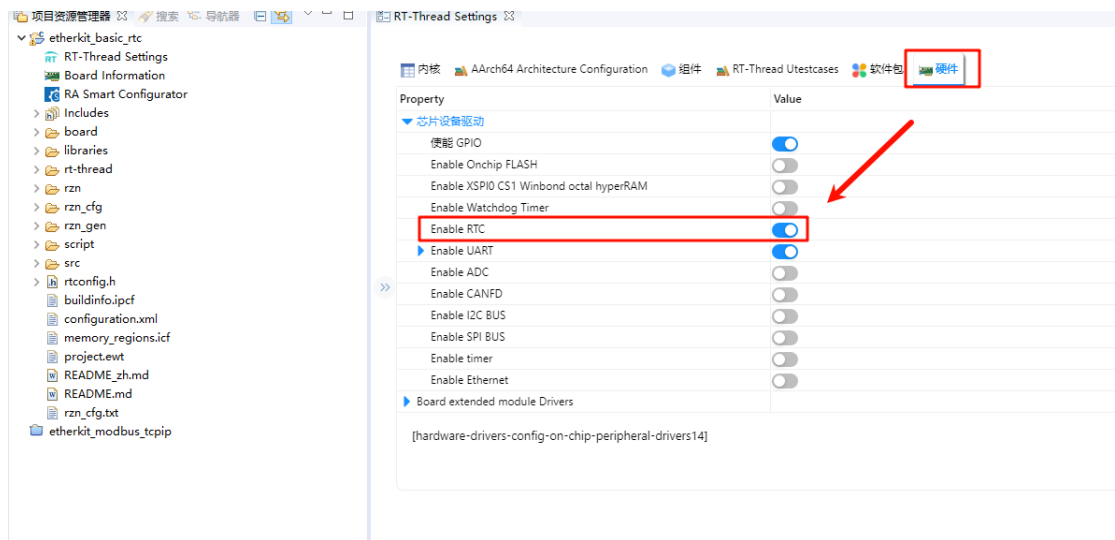 项目资源管理器 搜索 导航器
etherkit_basic_rtc
RT-Thread Settings
Board Information
RA Smart Configurator
Includes
board
libraries
rt-thread
rzn
rzn_cfg
rzn_gen
script
src
rtconfig.h
buildinfo.ipcf
configuration.xml
memory_regions.icf
project.ewt
README_zh.md
README.md
rzn_cfg.txt
etherkit_modbus_tcpip
RT-Thread Settings
内核 AArch64 Architecture Configuration 组件 RT-Thread Utestcases 软件包 硬件
Property Value
芯片设备驱动
使能 GPIO
Enable Onchip FLASH
Enable XSPI0 CS1 Winbond octal hyperRAM
Enable Watchdog Timer
Enable RTC
Enable UART
Enable ADC
Enable CANFD
Enable I2C BUS
Enable SPI BUS
Enable timer
Enable Ethernet
Board extended module Drivers
[hardware-drivers-config-on-chip-peripheral-drivers14]